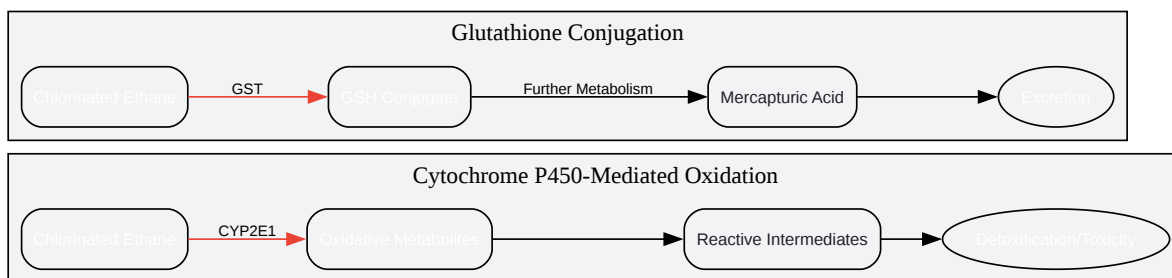 Glutathione Conjugation
Chlorinated Ethane
GST
GSH Conjugate
Further Metabolism
Mercapturic Acid
Excretion
Cytochrome P450-Mediated Oxidation
Chlorinated Ethane
CYP2E1
Oxidative Metabolites
Reactive Intermediates
Detoxification/Toxicity